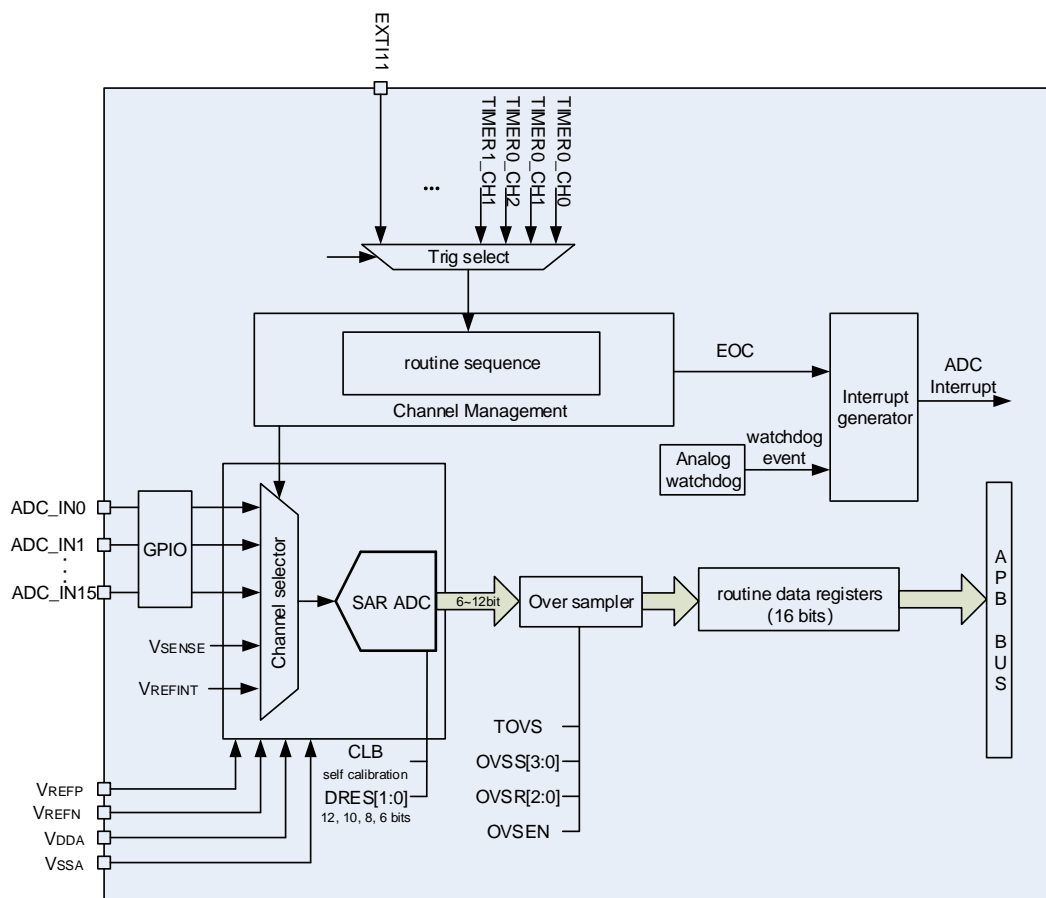 EXTI11
TIMER1_CH1
TIMER0_CH2
TIMER0_CH1
TIMER0_CH0
...
Trig select
routine sequence
Channel Management
EOC
Interrupt
generator
ADC
Interrupt
Analog
watchdog
watchdog
event
ADC_IN0
ADC_IN1
ADC_IN15
GPIO
VSENSE
VREFINT
Channel selector
SAR ADC
6~12bit
Over sampler
routine data registers
(16 bits)
APB BUS
CLB
self calibration
DRES[1:0]
12, 10, 8, 6 bits
TOVS
OVSS[3:0]
OVSR[2:0]
OVSEN
VREFP
VREFN
VDDA
VSSA